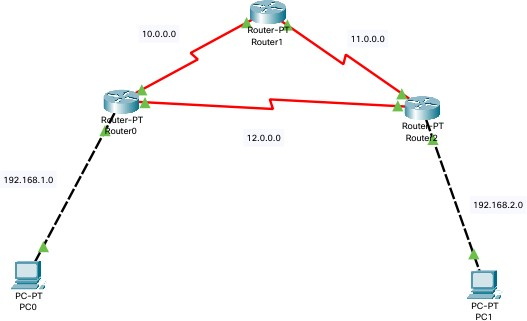 Router-PT
Router1
10.0.0.0
11.0.0.0
Router-PT
Router0
Router-PT
Router2
12.0.0.0
192.168.1.0
192.168.2.0
PC-PT
PC0
PC-PT
PC1